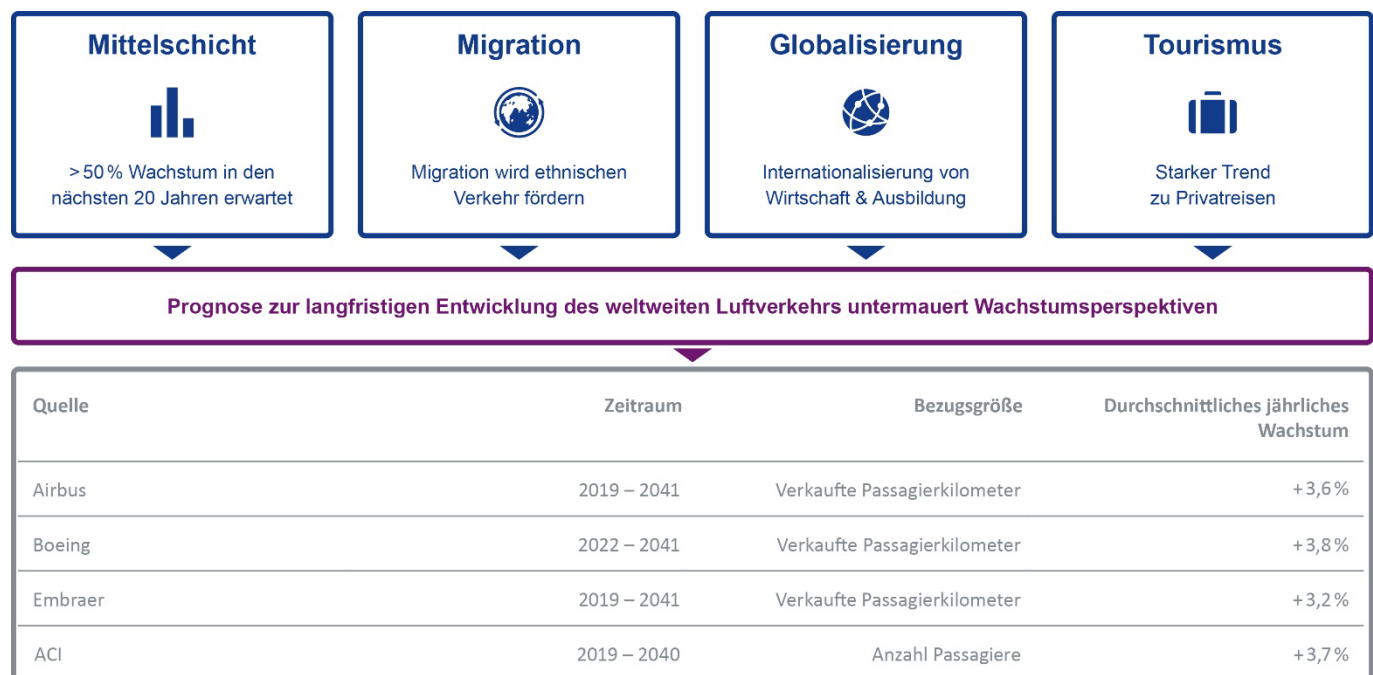 Mittelschicht
> 50 % Wachstum in den
nächsten 20 Jahren erwartet
Migration
Migration wird ethnischen
Verkehr fördern
Globalisierung
Internationalisierung von
Wirtschaft & Ausbildung
Tourismus
Starker Trend
zu Privatreisen
Prognose zur langfristigen Entwicklung des weltweiten Luftverkehrs untermauert Wachstumsperspektiven
Quelle Zeitraum Bezugsgröße Durchschnittliches jährliches
Wachstum
Airbus 2019 – 2041 Verkaufte Passagierkilometer +3,6 %
Boeing 2022 – 2041 Verkaufte Passagierkilometer +3,8 %
Embraer 2019 – 2041 Verkaufte Passagierkilometer +3,2 %
ACI 2019 – 2040 Anzahl Passagiere +3,7 %